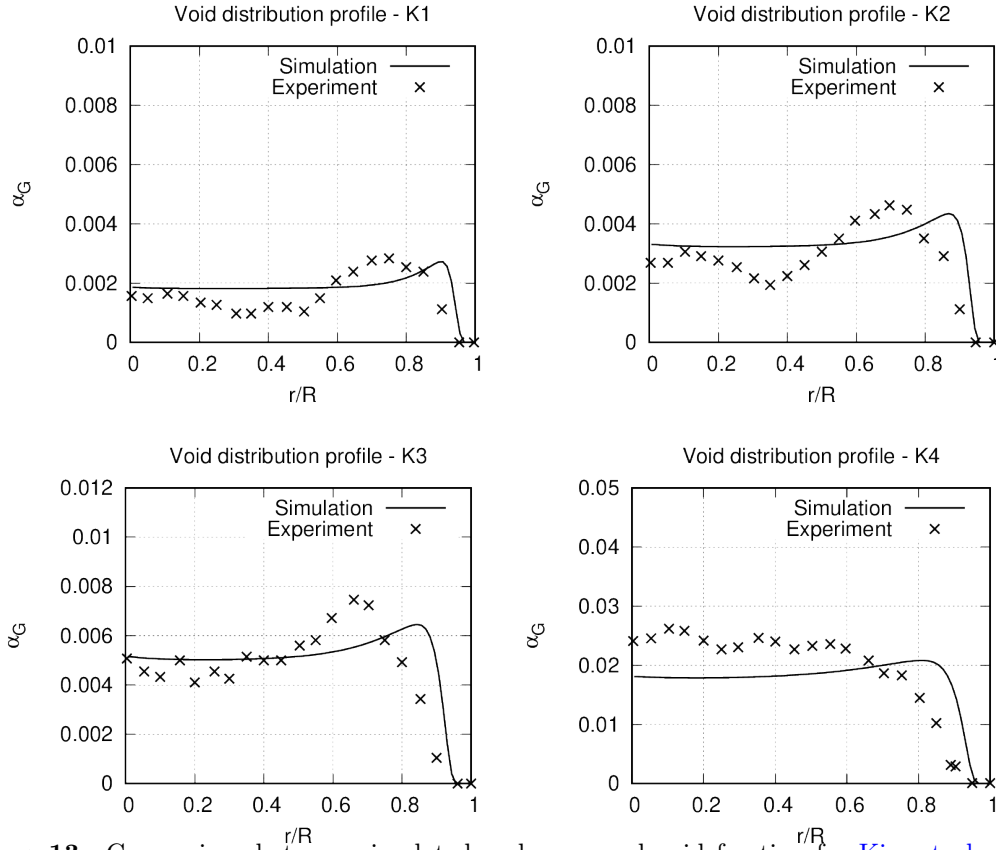 Void distribution profile - K1
Simulation
Experiment
0.01
0.008
0.006
0.004
0.002
0
αG
0 0.2 0.4 0.6 0.8 1
r/R
Void distribution profile - K2
Simulation
Experiment
0.01
0.008
0.006
0.004
0.002
0
αG
0 0.2 0.4 0.6 0.8 1
r/R
Void distribution profile - K3
Simulation
Experiment
0.012
0.01
0.008
0.006
0.004
0.002
0
αG
0 0.2 0.4 0.6 0.8 1
r/R
Void distribution profile - K4
Simulation
Experiment
0.05
0.04
0.03
0.02
0.01
0
αG
0 0.2 0.4 0.6 0.8 1
r/R